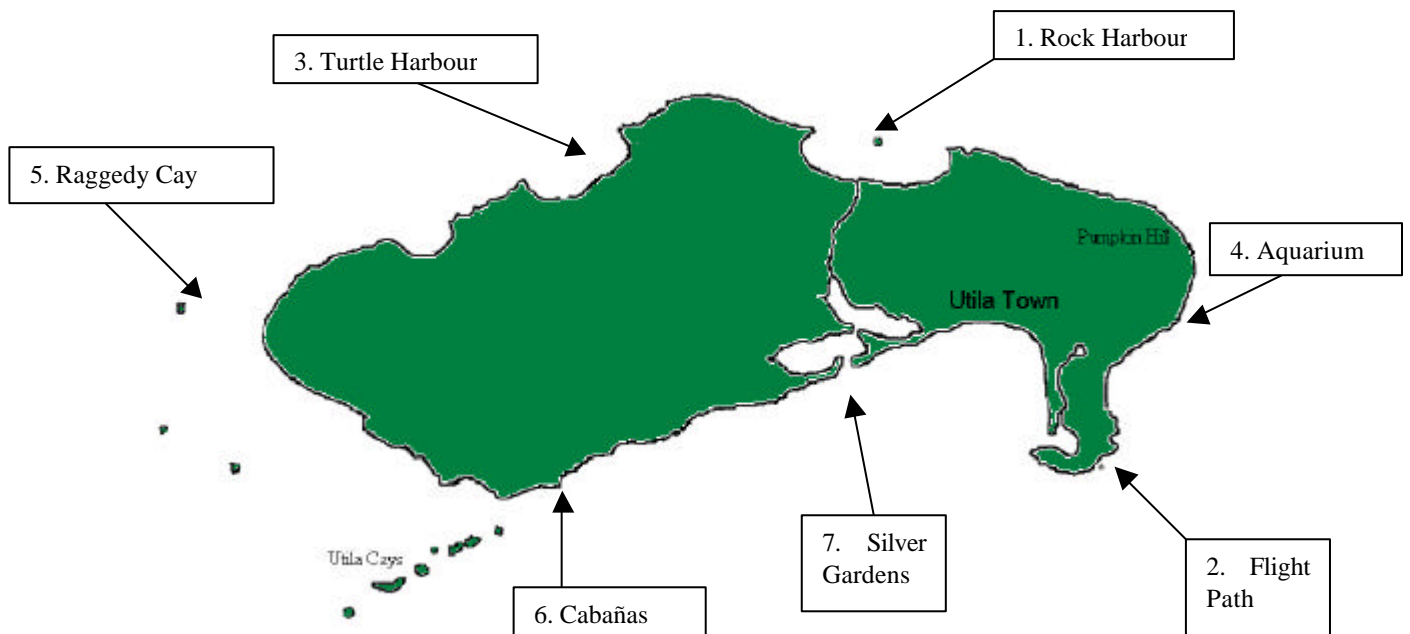 1. Rock Harbour
3. Turtle Harbour
5. Raggedy Cay
Pumpkin Hill
4. Aquarium
Utila Town
7. Silver
Gardens
Utila Cays
2. Flight
Path
6. Cabañas